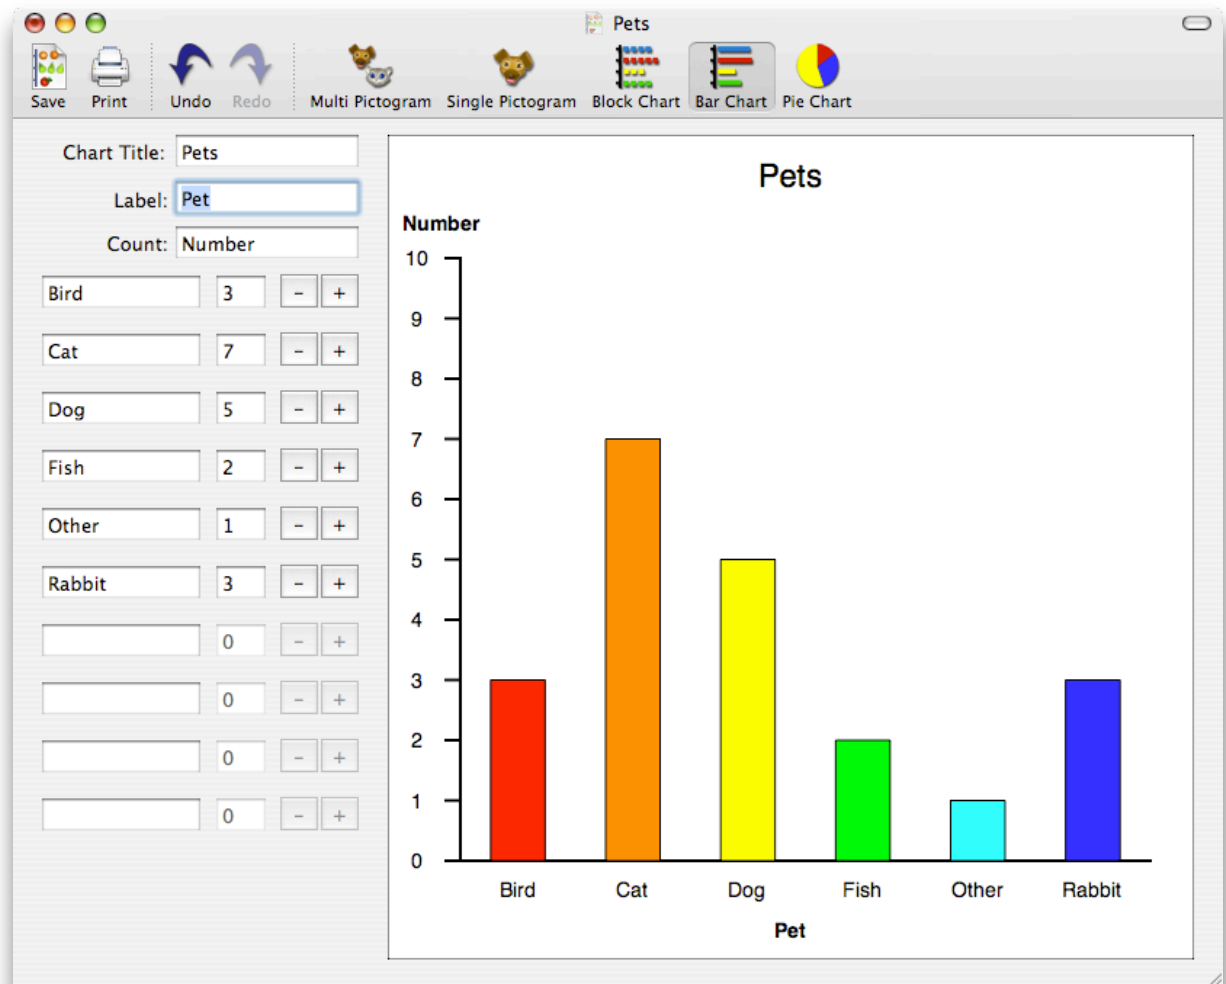 Pets
Save Print Undo Redo Multi Pictogram Single Pictogram Block Chart Bar Chart Pie Chart
Chart Title: Pets
Label: Pet
Count: Number
Bird 3 - +
Cat 7 - +
Dog 5 - +
Fish 2 - +
Other 1 - +
Rabbit 3 - +
0 - +
0 - +
0 - +
0 - +
Pets
Number
10
9
8
7
6
5
4
3
2
1
0
Bird Cat Dog Fish Other Rabbit
Pet